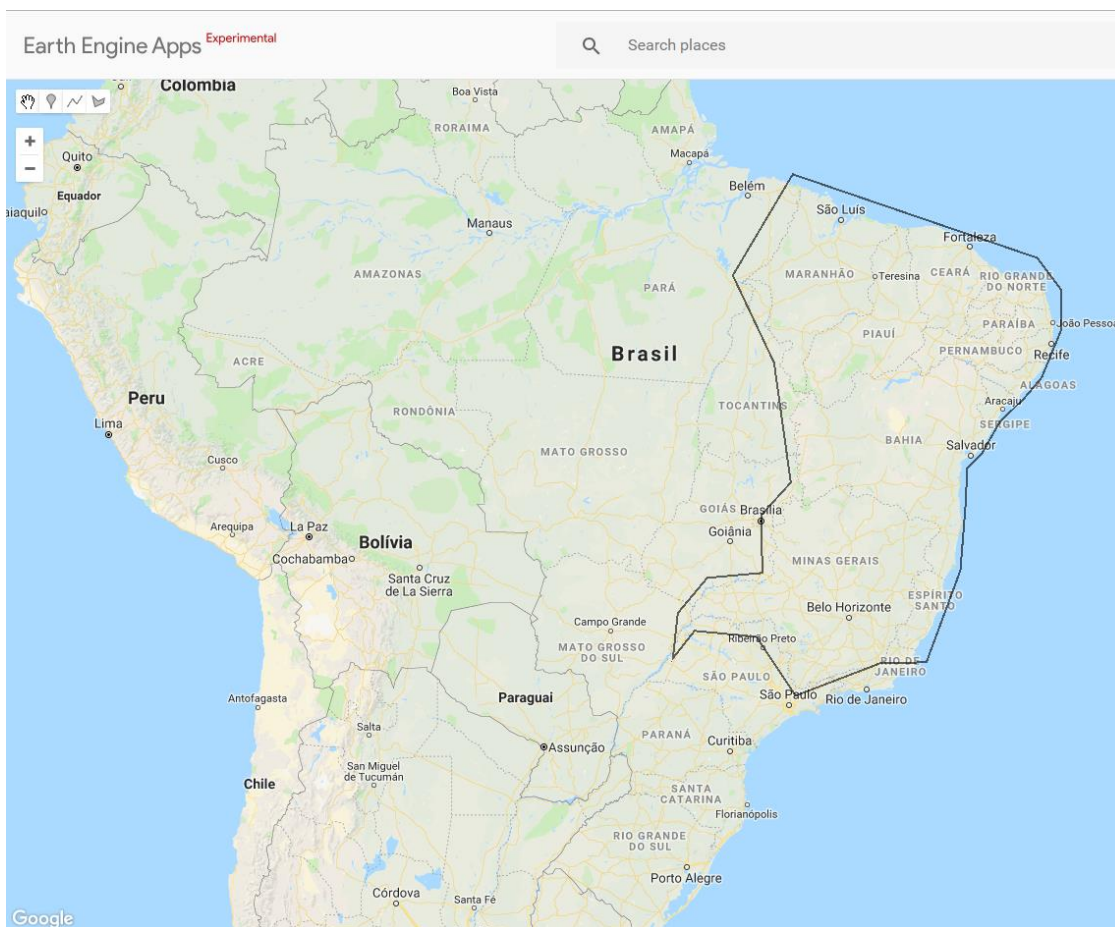 Earth Engine Apps Experimental
Search places
Colombia
Boa Vista
RORAIMA
AMAPÁ
Macapá
Quito
Equador
Belém
São Luís
Manaus
Fortaleza
AMAZONAS
PARÁ
MARANHÃO
Teresina
CEARÁ
RIO GRANDE
DO NORTE
PIAUÍ
PARAÍBA
PERNAMBUCO
Recife
Brasil
ACRE
ALAGOAS
Peru
Aracaju
TOCANTINS
RONDÔNIA
SERGIPE
Lima
BAHIA
Salvador
MATO GROSSO
Cusco
GOIÁS
Brasília
Arequipa
La Paz
Goiânia
Bolívia
Cochabamba
MINAS GERAIS
Santa Cruz
de La Sierra
ESPÍRITO
SANTO
Belo Horizonte
Campo Grande
Ribeirão Preto
MATO GROSSO
DO SUL
RIO DE
JANEIRO
SÃO PAULO
São Paulo
Rio de Janeiro
Antofagasta
Paraguai
Salta
PARANÁ
Curitiba
Assunção
San Miguel
de Tucumán
Chile
SANTA
CATARINA
Florianópolis
RIO GRANDE
DO SUL
Porto Alegre
Córdova
Santa Fé
Google